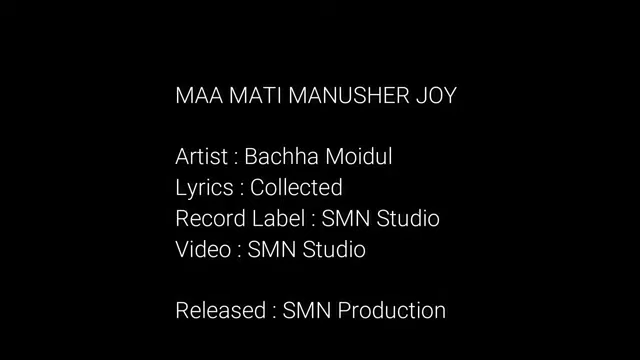 MAA MATI MANUSHER JOY
Artist : Bachha Moidul
Lyrics : Collected
Record Label : SMN Studio
Video : SMN Studio
Released : SMN Production